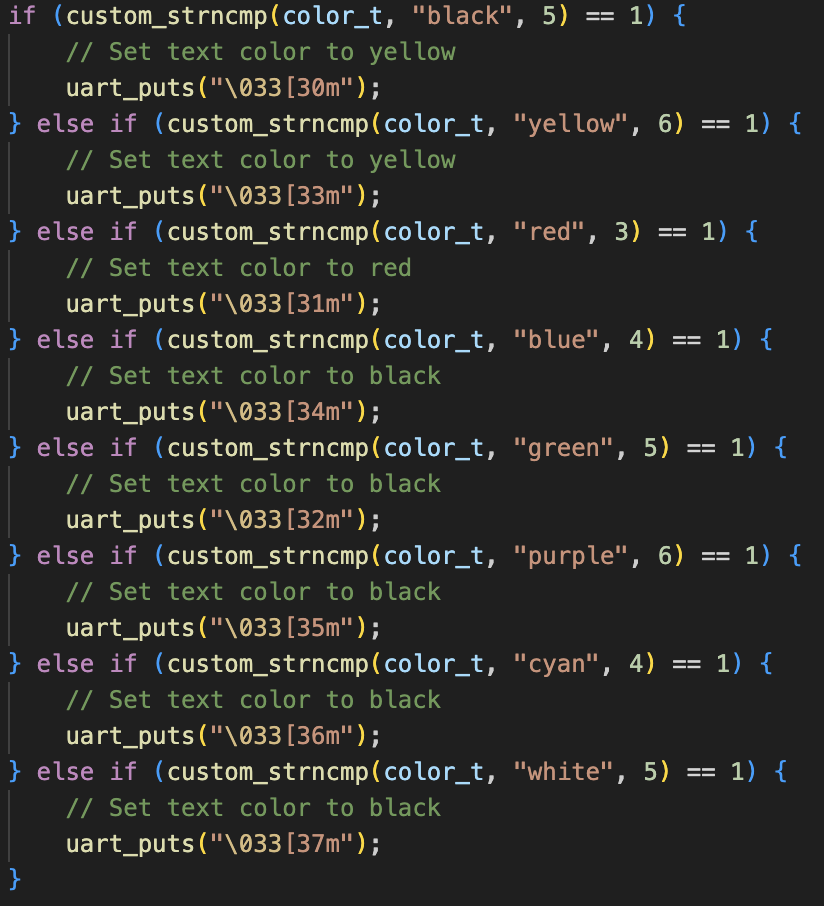 if (custom_strncmp(color_t, "black", 5) == 1) {
    // Set text color to yellow
    uart_puts("\033[30m");
} else if (custom_strncmp(color_t, "yellow", 6) == 1) {
    // Set text color to yellow
    uart_puts("\033[33m");
} else if (custom_strncmp(color_t, "red", 3) == 1) {
    // Set text color to red
    uart_puts("\033[31m");
} else if (custom_strncmp(color_t, "blue", 4) == 1) {
    // Set text color to black
    uart_puts("\033[34m");
} else if (custom_strncmp(color_t, "green", 5) == 1) {
    // Set text color to black
    uart_puts("\033[32m");
} else if (custom_strncmp(color_t, "purple", 6) == 1) {
    // Set text color to black
    uart_puts("\033[35m");
} else if (custom_strncmp(color_t, "cyan", 4) == 1) {
    // Set text color to black
    uart_puts("\033[36m");
} else if (custom_strncmp(color_t, "white", 5) == 1) {
    // Set text color to black
    uart_puts("\033[37m");
}